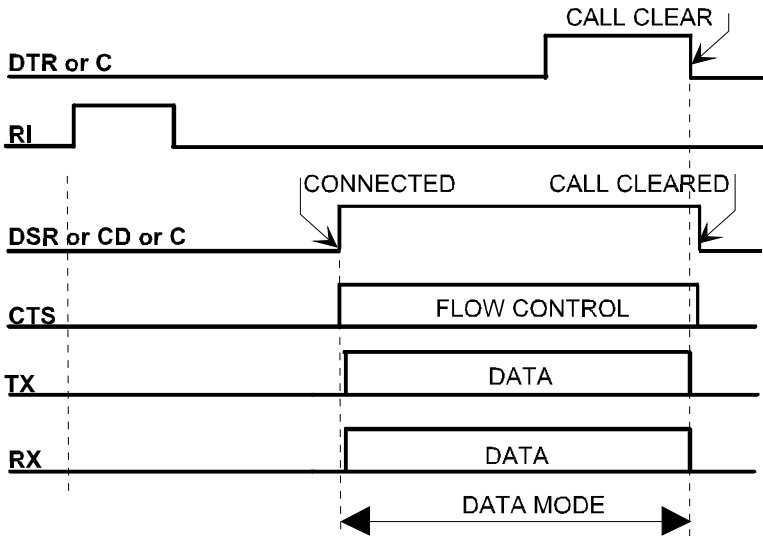 CALL CLEAR
DTR or C
RI
CONNECTED
CALL CLEARED
DSR or CD or C
CTS
FLOW CONTROL
TX
DATA
RX
DATA
DATA MODE